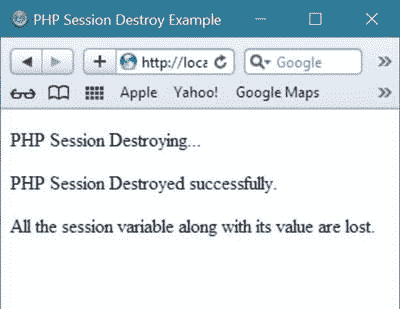 PHP Session Destroy Example
http://loca
Google
Apple Yahoo! Google Maps
PHP Session Destroying...
PHP Session Destroyed successfully.
All the session variable along with its value are lost.